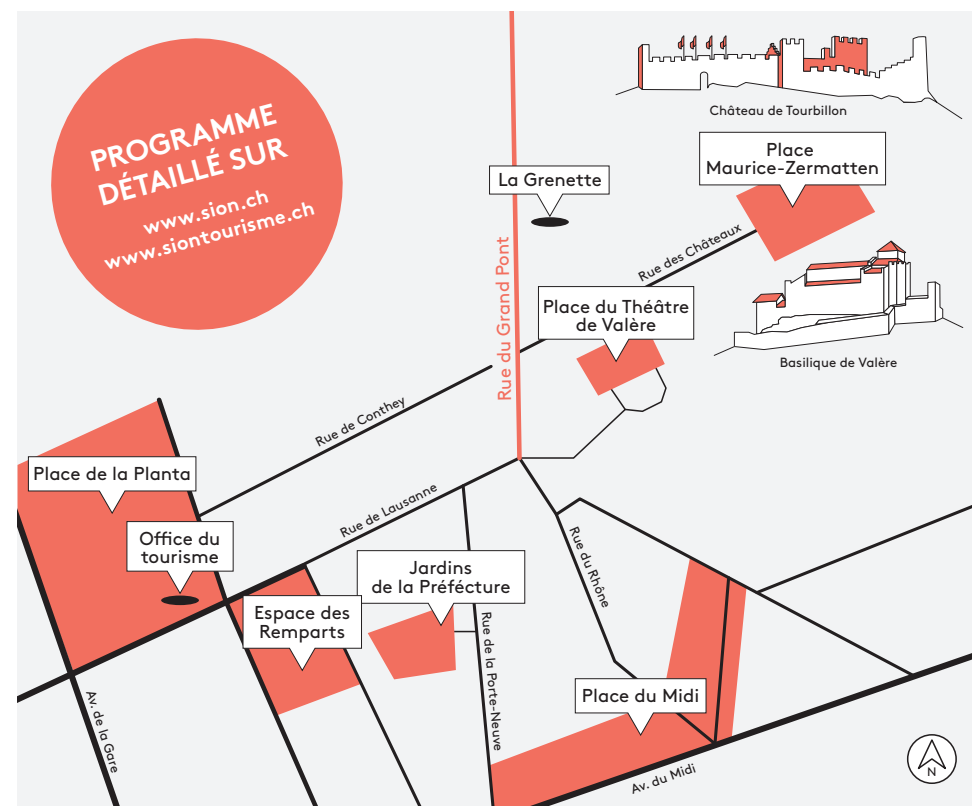 PROGRAMME
DÉTAILLÉ SUR
www.sion.ch
www.siontourisme.ch
Château de Tourbillon
Place
Maurice-Zermatten
La Grenette
Rue du Grand Pont
Rue des Châteaux
Place du Théâtre
de Valère
Basilique de Valère
Rue de Conthey
Place de la Planta
Rue de Lausanne
Office du
tourisme
Jardins
de la Préfécture
Rue du Rhône
Espace des
Remparts
Rue de la Porte-Neuve
Place du Midi
Av. de la Gare
Av. du Midi
N